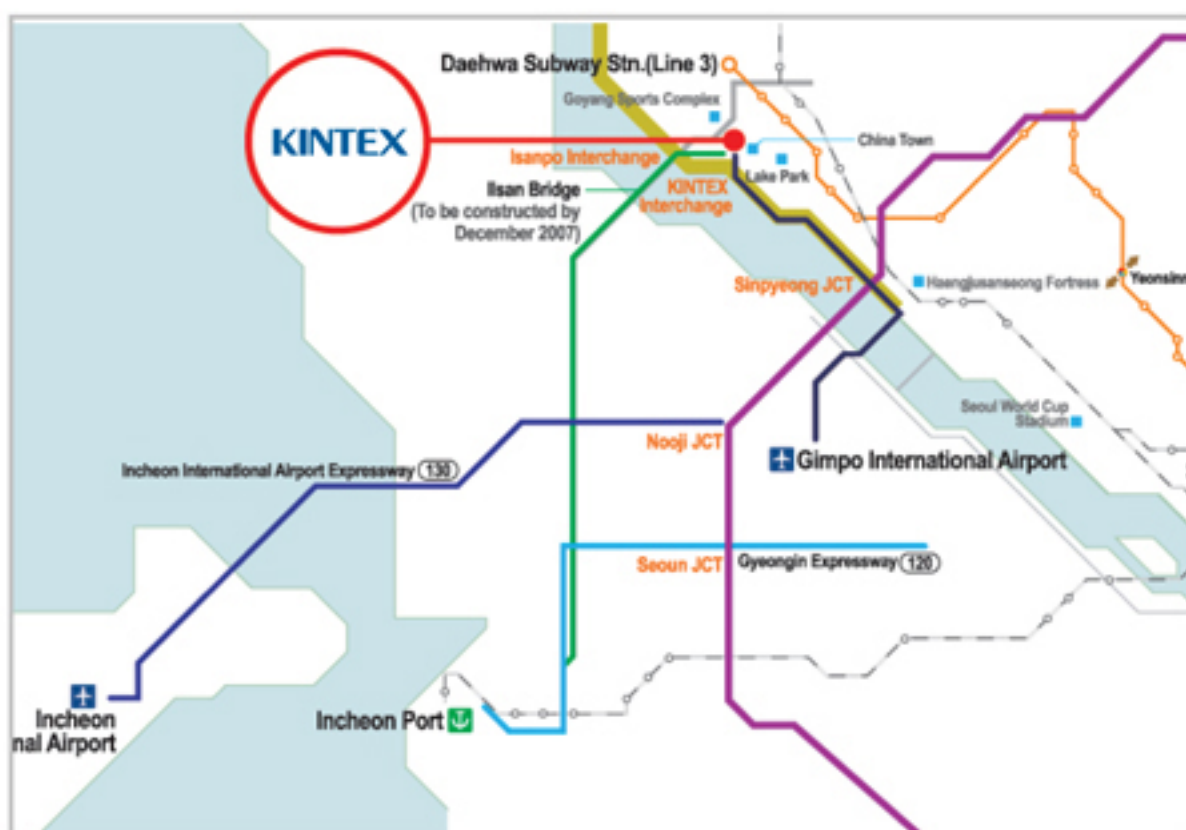 Daehwa Subway Stn.(Line 3)
Goyang Sports Complex
KINTEX
China Town
Isanpo Interchange
Lake Park
Ilsan Bridge
(To be constructed by
December 2007)
KINTEX
Interchange
Sinpyeong JCT
Haengjusanseong Fortress
Yeonsinn
Seoul World Cup
Stadium
Nooji JCT
Gimpo International Airport
Incheon International Airport Expressway 130
Seoun JCT
Gyeongin Expressway 120
Incheon
nal Airport
Incheon Port